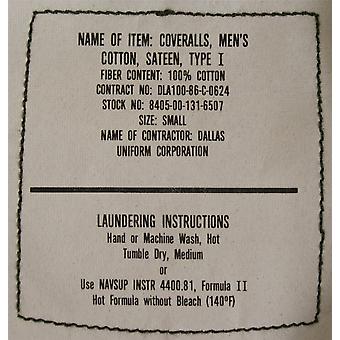 NAME OF ITEM: COVERALLS, MEN'S
COTTON, SATEEN, TYPE I
FIBER CONTENT: 100% COTTON
CONTRACT NO: DLA100-86-C-0624
STOCK NO: 8405-00-131-6507
SIZE: SMALL
NAME OF CONTRACTOR: DALLAS
UNIFORM CORPORATION
LAUNDERING INSTRUCTIONS
Hand or Machine Wash, Hot
Tumble Dry, Medium
or
Use NAVSUP INSTR 4400.81, Formula II
Hot Formula without Bleach (140°F)